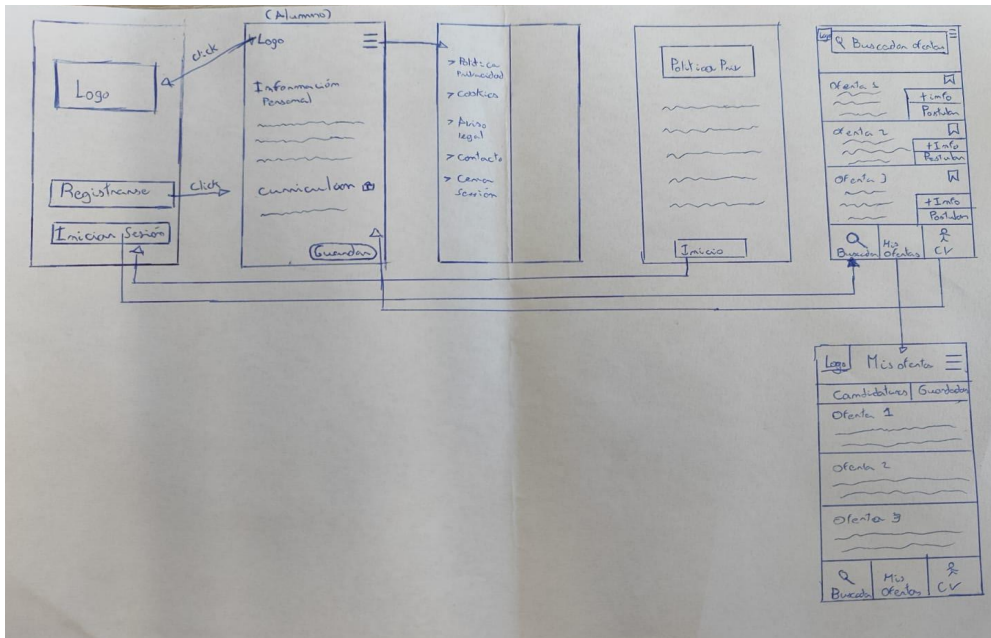 (Alumno)
Logo
Registrarse
Iniciar Sesión
click
click
Logo
Información
Personal
curriculum
Guardar
> Política
privacidad
> Cookies
> Aviso
legal
> Contacto
> Cerrar
Sesión
Política Priv
Inicio
Logo
Buscador ofertas
Oferta 1
+ info
Postular
Oferta 2
+ Info
Postular
Oferta 3
+ Info
Postular
Buscador
Mis
Ofertas
CV
Logo
Mis ofertas
Candidaturas
Guardadas
Oferta 1
Oferta 2
Oferta 3
Buscador
Mis
Ofertas
CV